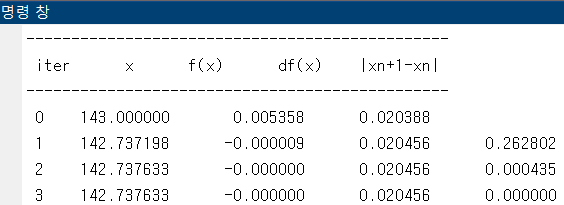 명령 창
------------------------------------------------
iter x f(x) df(x) |xn+1-xn|
------------------------------------------------
0 143.000000 0.005358 0.020388
1 142.737198 -0.000009 0.020456 0.262802
2 142.737633 -0.000000 0.020456 0.000435
3 142.737633 -0.000000 0.020456 0.000000